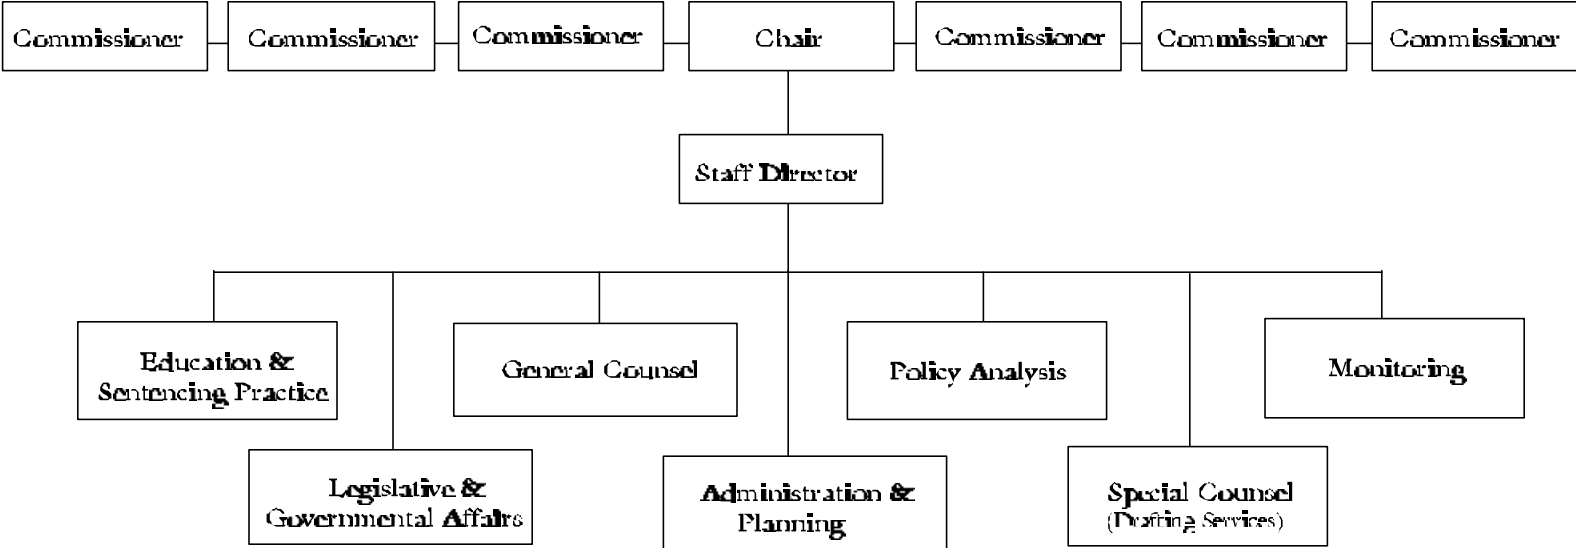 Commissioner
Commissioner
Commissioner
Chair
Commissioner
Commissioner
Commissioner
Staff Director
Education &
Sentencing Practice
General Counsel
Policy Analysis
Monitoring
Legislative &
Governmental Affairs
Administration &
Planning
Special Counsel
(Drafting Services)